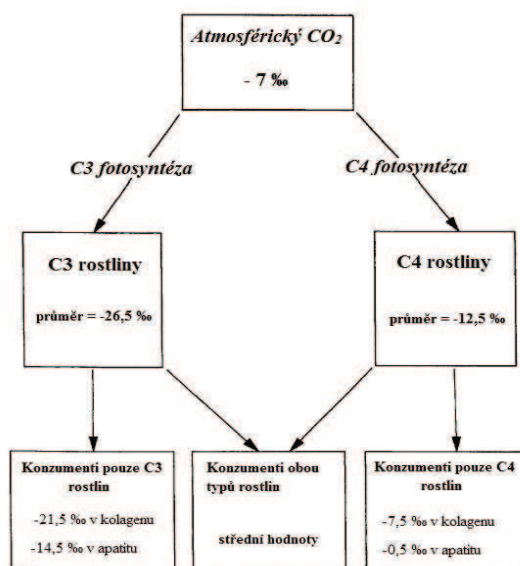 Atmosférický CO₂
- 7 ‰
C3 fotosyntéza
C4 fotosyntéza
C3 rostliny
průměr = -26,5 ‰
C4 rostliny
průměr = -12,5 ‰
Konzumenti pouze C3
rostlin
-21,5 ‰ v kolagenu
-14,5 ‰ v apatitu
Konzumenti obou
typů rostlin
střední hodnoty
Konzumenti pouze C4
rostlin
-7,5 ‰ v kolagenu
-0,5 ‰ v apatitu